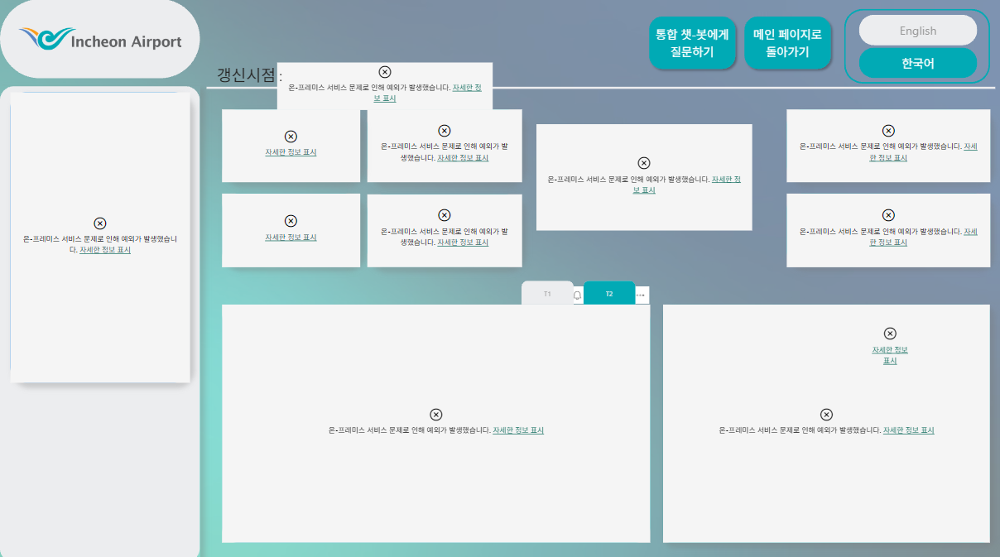 Incheon Airport
통합 챗-봇에게
질문하기
메인 페이지로
돌아가기
English
한국어
갱신시점 :
온-프레미스 서비스 문제로 인해 예외가 발생했습니다. 자세한 정
보 표시
온-프레미스 서비스 문제로 인해 예외가 발생했습니
다. 자세한 정보 표시
자세한 정보 표시
온-프레미스 서비스 문제로 인해 예외가 발
생했습니다. 자세한 정보 표시
온-프레미스 서비스 문제로 인해 예외가 발생했습니다. 자세한 정
보 표시
온-프레미스 서비스 문제로 인해 예외가 발생했습니다. 자세
한 정보 표시
자세한 정보 표시
온-프레미스 서비스 문제로 인해 예외가 발
생했습니다. 자세한 정보 표시
온-프레미스 서비스 문제로 인해 예외가 발생했습니다. 자세
한 정보 표시
T1
T2
온-프레미스 서비스 문제로 인해 예외가 발생했습니다. 자세한 정보 표시
자세한 정보
표시
온-프레미스 서비스 문제로 인해 예외가 발생했습니다. 자세한 정보 표시